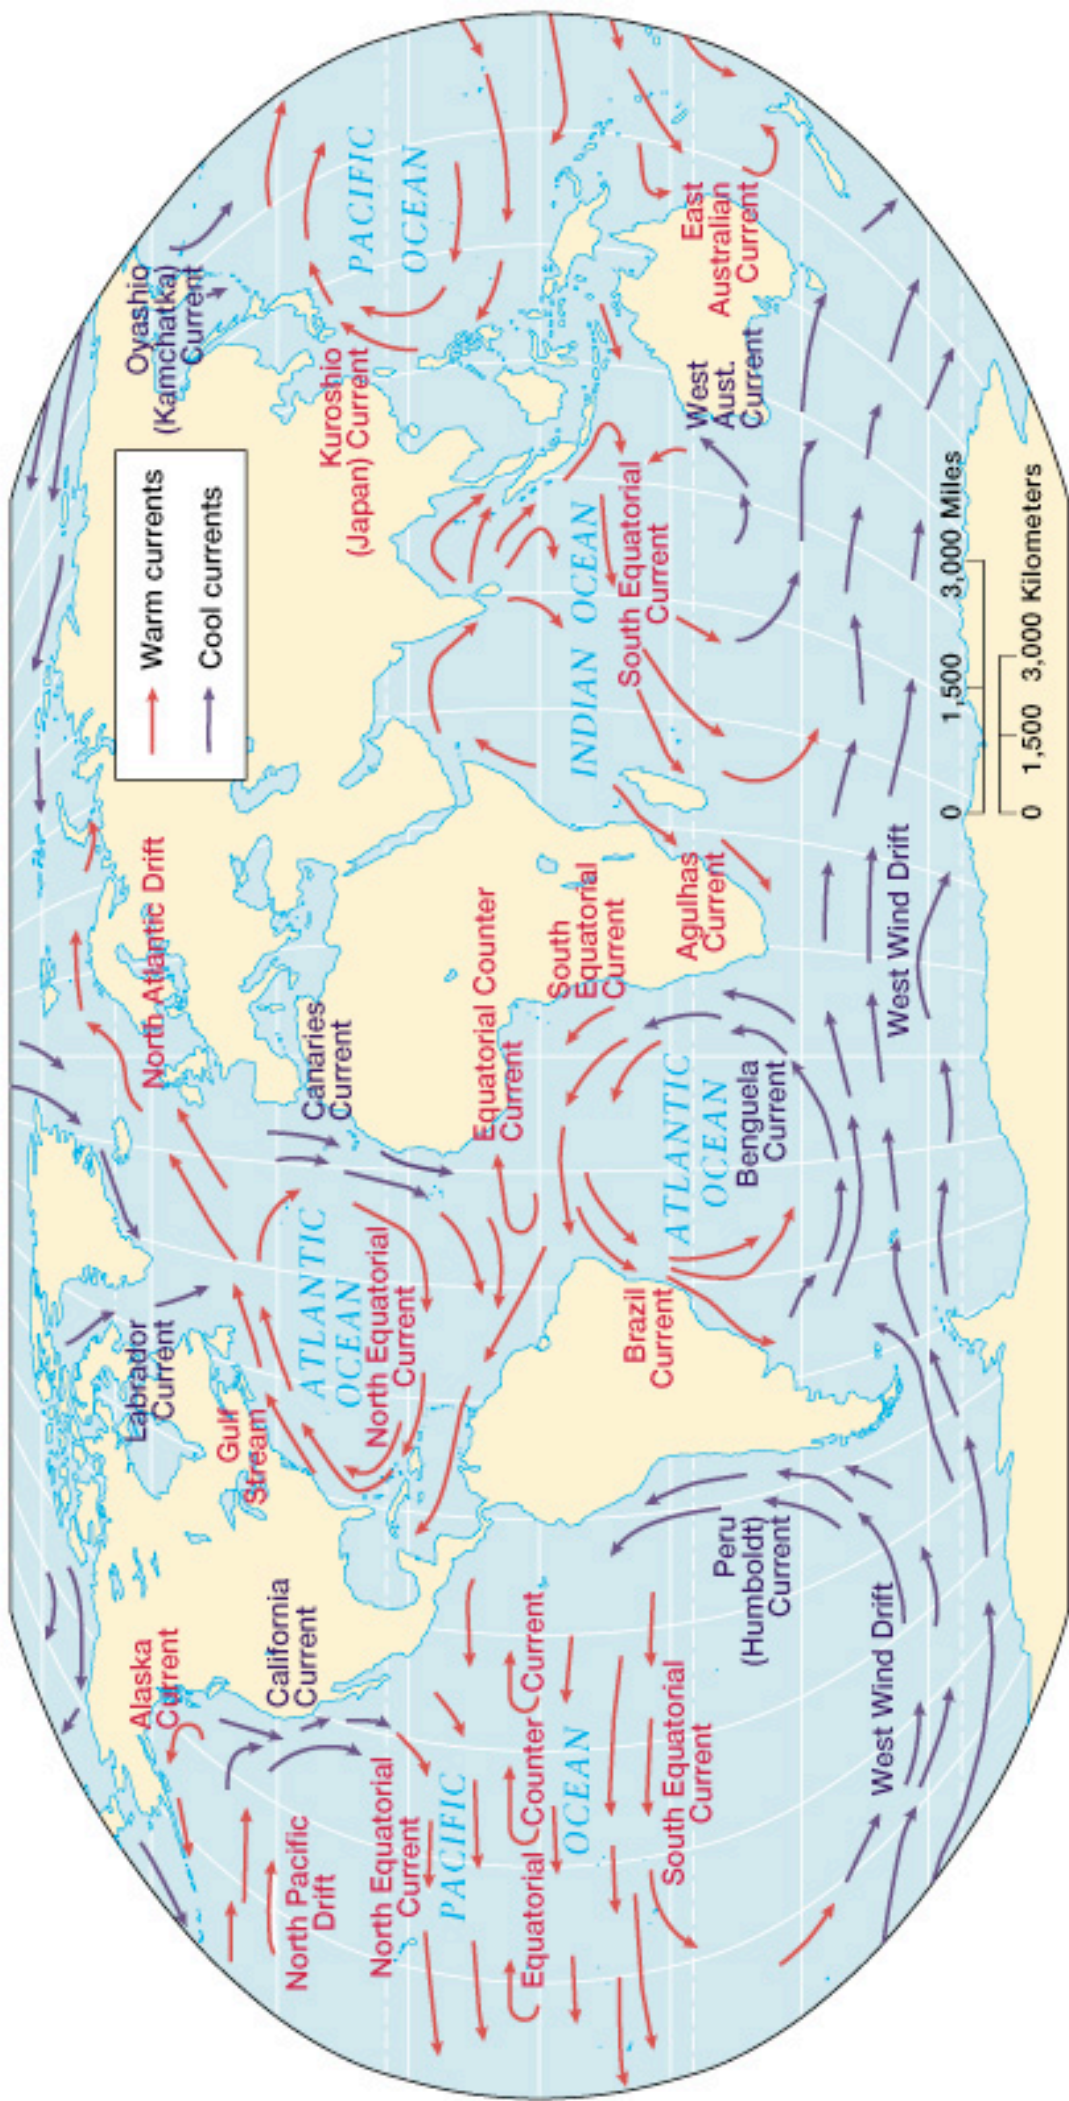 Oyashio
(Kamchatka)
Current
PACIFIC
OCEAN
Kuroshio
(Japan) Current
East
Australian
Current
West
Aust.
Current
Warm currents
Cool currents
INDIAN OCEAN
South Equatorial
Current
0 1,500 3,000 Miles
0 1,500 3,000 Kilometers
North Atlantic Drift
Canaries
Current
Equatorial Counter
Current
South
Equatorial
Current
Agulhas
Current
West Wind Drift
Labrador
Current
Gulf
Stream
ATLANTIC
OCEAN
North Equatorial
Current
ATLANTIC
OCEAN
Benguela
Current
Brazil
Current
Alaska
Current
California
Current
Peru
(Humboldt)
Current
North Pacific
Drift
North Equatorial
Current
PACIFIC
OCEAN
Equatorial Counter Current
South Equatorial
Current
West Wind Drift